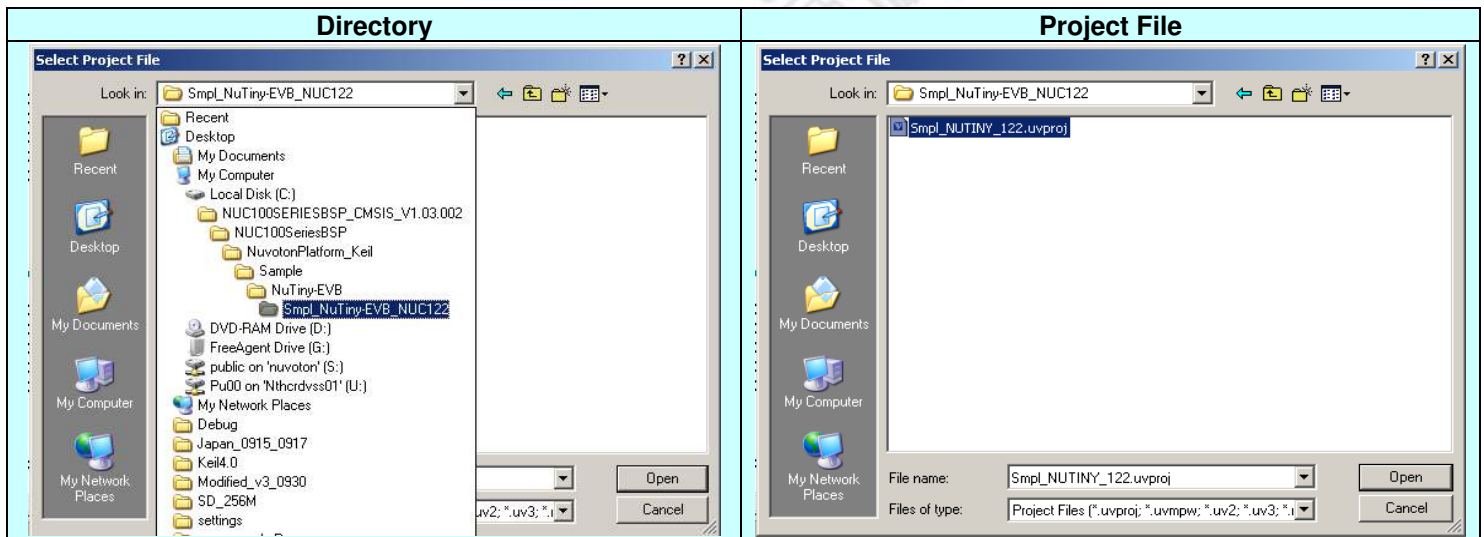 Directory
Project File
Select Project File
Look in: Smpl_NuTiny-EVB_NUC122
Recent
Desktop
My Documents
My Computer
My Network Places
Recent
Desktop
My Documents
My Computer
Local Disk (C:)
NUC100SERIESBSP_CMSIS_V1.03.002
NUC100SeriesBSP
NuvotonPlatform_Keil
Sample
NuTiny-EVB
Smpl_NuTiny-EVB_NUC122
DVD-RAM Drive (D:)
FreeAgent Drive (G:)
public on 'nuvoton' (S:)
Pu00 on 'Nthcrdvss01' (U:)
My Network Places
Debug
Japan_0915_0917
Keil4.0
Modified_v3_0930
SD_256M
settings
Open
uv2; *.uv3; *.
Cancel
Select Project File
Look in: Smpl_NuTiny-EVB_NUC122
Recent
Desktop
My Documents
My Computer
My Network Places
Smpl_NUTINY_122.uvproj
File name: Smpl_NUTINY_122.uvproj
Open
Files of type: Project Files (*.uvproj; *.uvmpw; *.uv2; *.uv3; *.
Cancel